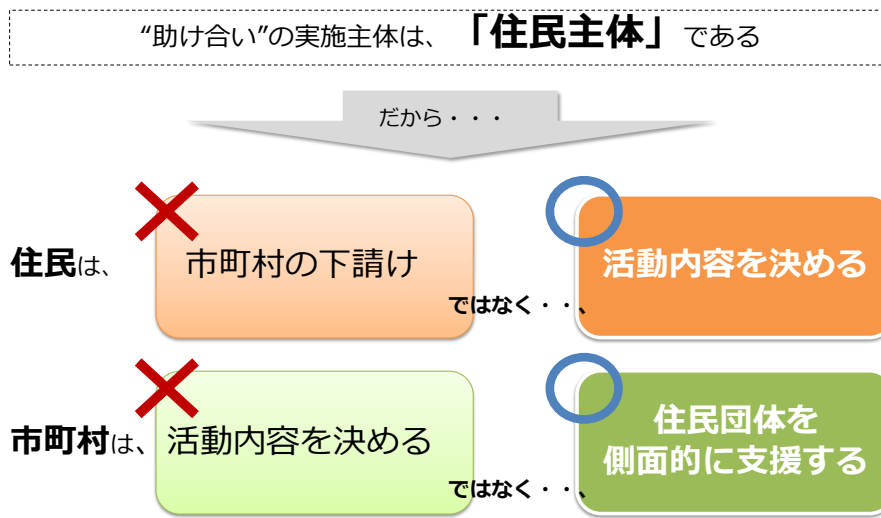 “助け合い”の実施主体は、「住民主体」である
だから・・・
住民は、
市町村の下請け
ではなく・・、
活動内容を決める
市町村は、
活動内容を決める
ではなく・・、
住民団体を
側面的に支援する